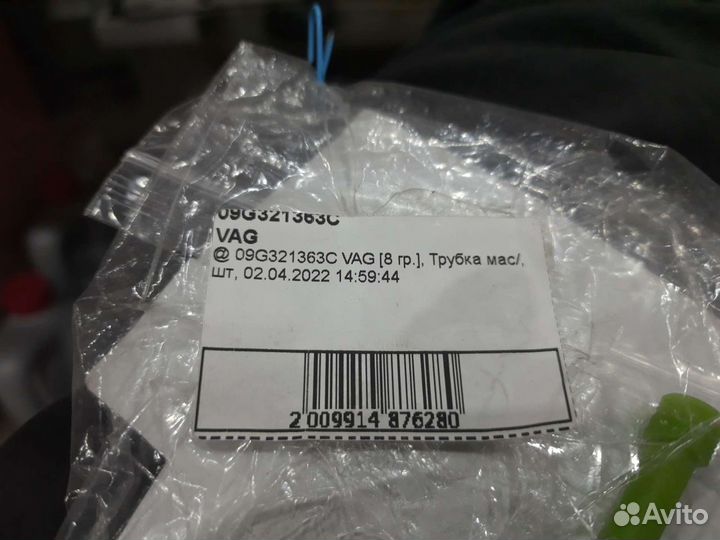 09G321363C
VAG
@ 09G321363C VAG [8 гр.], Трубка мас/,
шт, 02.04.2022 14:59:44
2 009914 876280
Avito